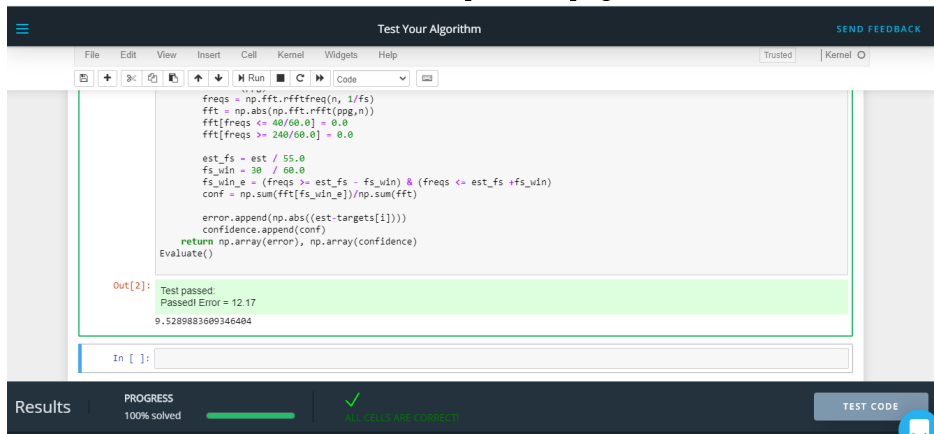 Test Your Algorithm
SEND FEEDBACK
File Edit View Insert Cell Kernel Widgets Help
Trusted Kernel
Run Code
freqs = np.fft.rfftfreq(n, 1/fs)
fft = np.abs(np.fft.rfft(ppg,n))
fft[freqs <= 40/60.0] = 0.0
fft[freqs >= 240/60.0] = 0.0
est_fs = est / 55.0
fs_win = 30 / 60.0
fs_win_e = (freqs >= est_fs - fs_win) & (freqs <= est_fs +fs_win)
conf = np.sum(fft[fs_win_e])/np.sum(fft)
error.append(np.abs((est-targets[i])))
confidence.append(conf)
return np.array(error), np.array(confidence)
Evaluate()
Out[2]:
Test passed:
Passed! Error = 12.17
9.5289883609346404
In [ ]:
Results
PROGRESS
100% solved
ALL CELLS ARE CORRECT!
TEST CODE